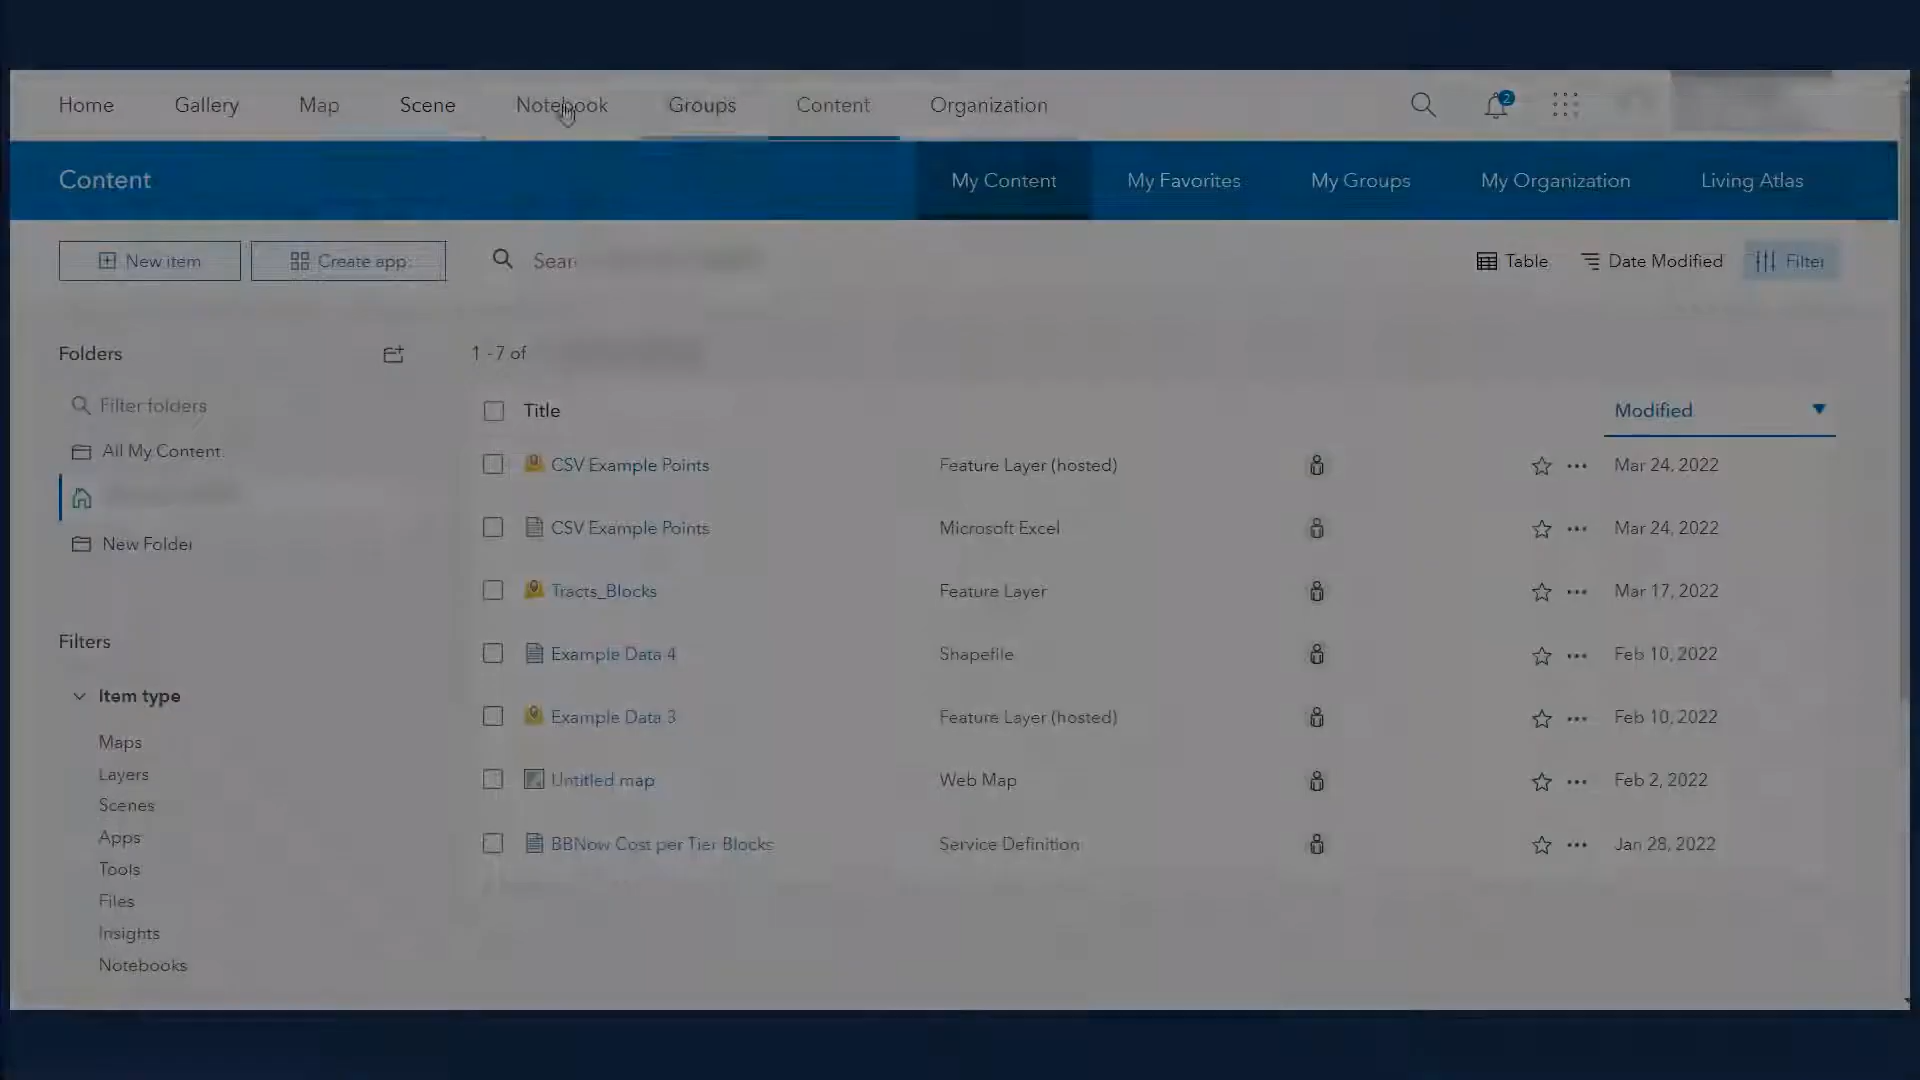 Home Gallery Map Scene Notebook Groups Content Organization 2
Content My Content My Favorites My Groups My Organization Living Atlas
New item Create app Table Date Modified Filter
Folders 1 - 7 of
Filter folders Title Modified
All My Content
CSV Example Points Feature Layer (hosted) Mar 24, 2022
CSV Example Points Microsoft Excel Mar 24, 2022
New Folder
Tracts_Blocks Feature Layer Mar 17, 2022
Filters
Example Data 4 Shapefile Feb 10, 2022
Item type
Example Data 3 Feature Layer (hosted) Feb 10, 2022
Maps
Layers
Untitled map Web Map Feb 2, 2022
Scenes
Apps
BBNow Cost per Tier Blocks Service Definition Jan 28, 2022
Tools
Files
Insights
Notebooks